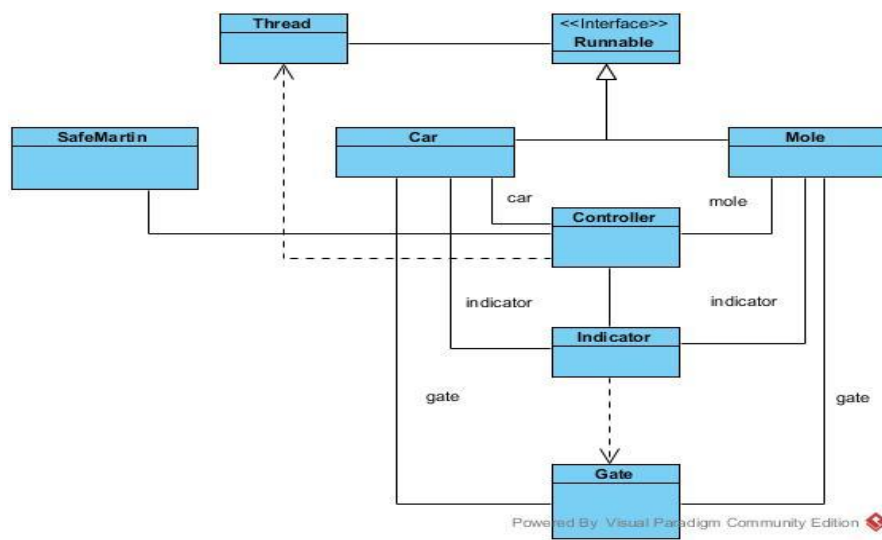 Thread
<<Interface>>
Runnable
SafeMartin
Car
Mole
car
Controller
mole
indicator
indicator
Indicator
gate
gate
Gate
Powered By Visual Paradigm Community Edition